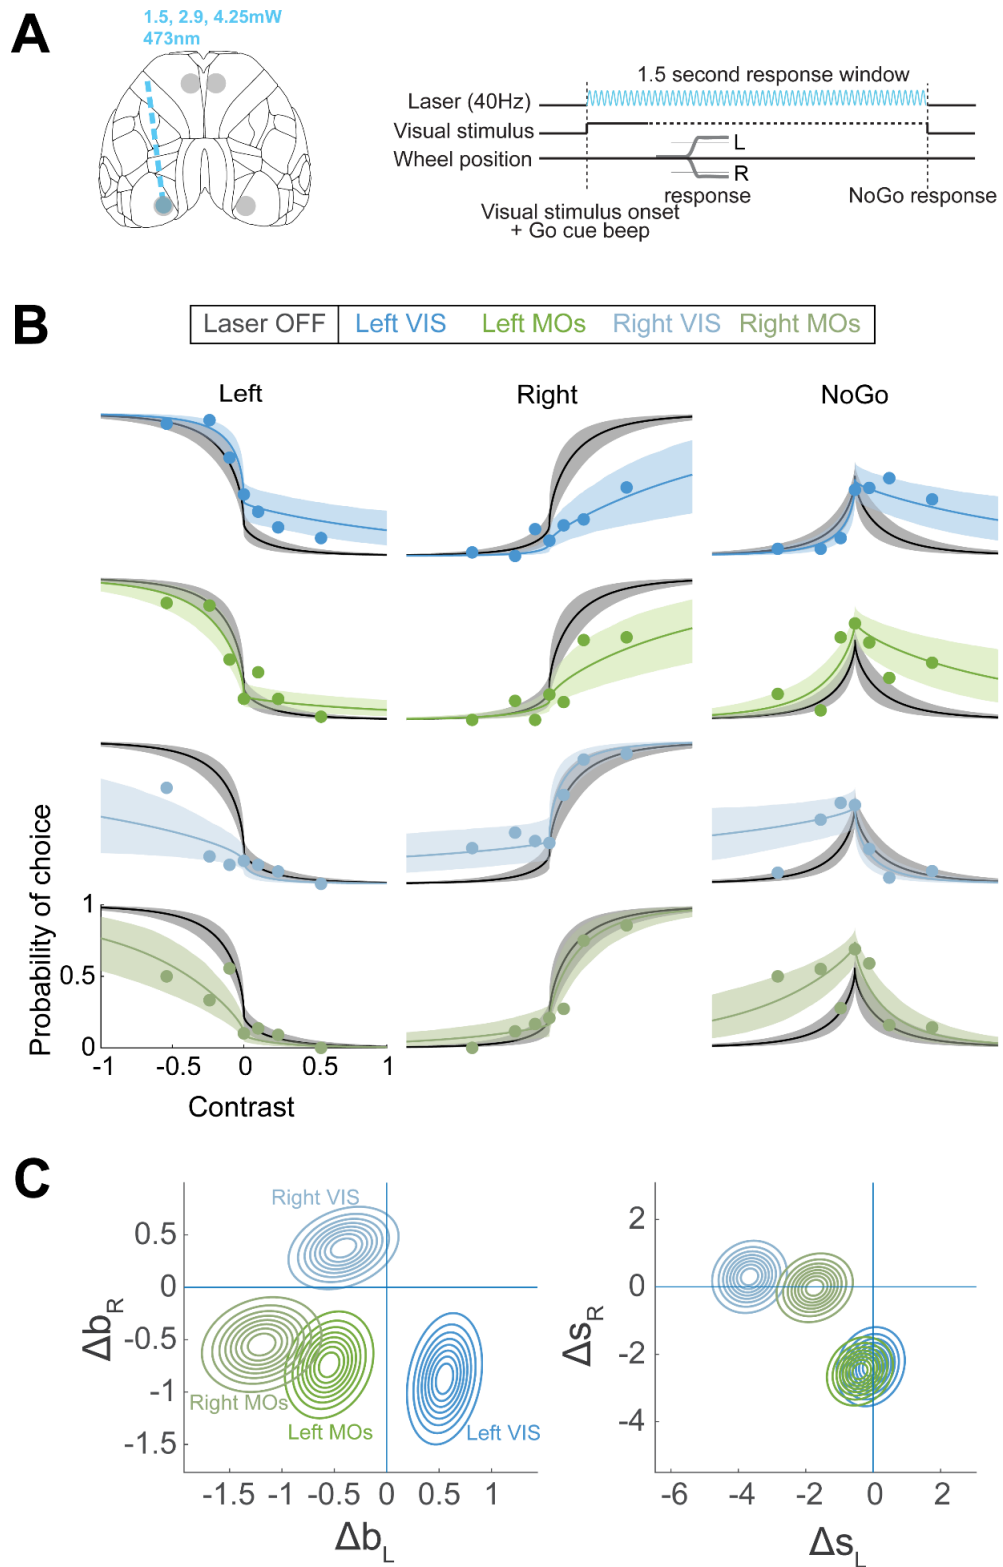 A
1.5, 2.9, 4.25mW
473nm
1.5 second response window
Laser (40Hz)
Visual stimulus
Wheel position
L
R
response
NoGo response
Visual stimulus onset
+ Go cue beep
B
Laser OFF Left VIS Left MOs Right VIS Right MOs
Left Right NoGo
Probability of choice
1
0.5
0
-1 -0.5 0 0.5 1
Contrast
C
Right VIS
Right MOs
Left MOs
Left VIS
0.5
0
-0.5
-1
-1.5
ΔbR
-1.5 -1 -0.5 0 0.5 1
ΔbL
2
0
-2
-4
ΔsR
-6 -4 -2 0 2
ΔsL